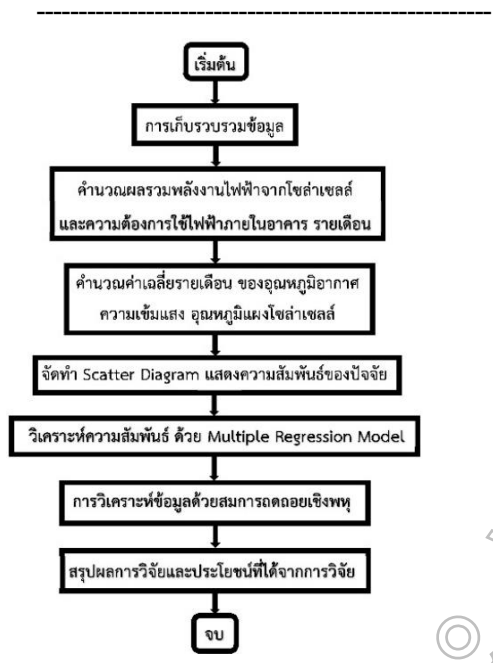 เริ่มต้น
การเก็บรวบรวมข้อมูล
คำนวณผลรวมพลังงานไฟฟ้าจากโซล่าเซลล์
และความต้องการใช้ไฟฟ้าภายในอาคาร รายเดือน
คำนวณค่าเฉลี่ยรายเดือน ของอุณหภูมิอากาศ
ความเข้มแสง อุณหภูมิแผงโซล่าเซลล์
จัดทำ Scatter Diagram แสดงความสัมพันธ์ของปัจจัย
วิเคราะห์ความสัมพันธ์ ด้วย Multiple Regression Model
การวิเคราะห์ข้อมูลด้วยสมการถดถอยเชิงพหุ
สรุปผลการวิจัยและประโยชน์ที่ได้จากการวิจัย
จบ